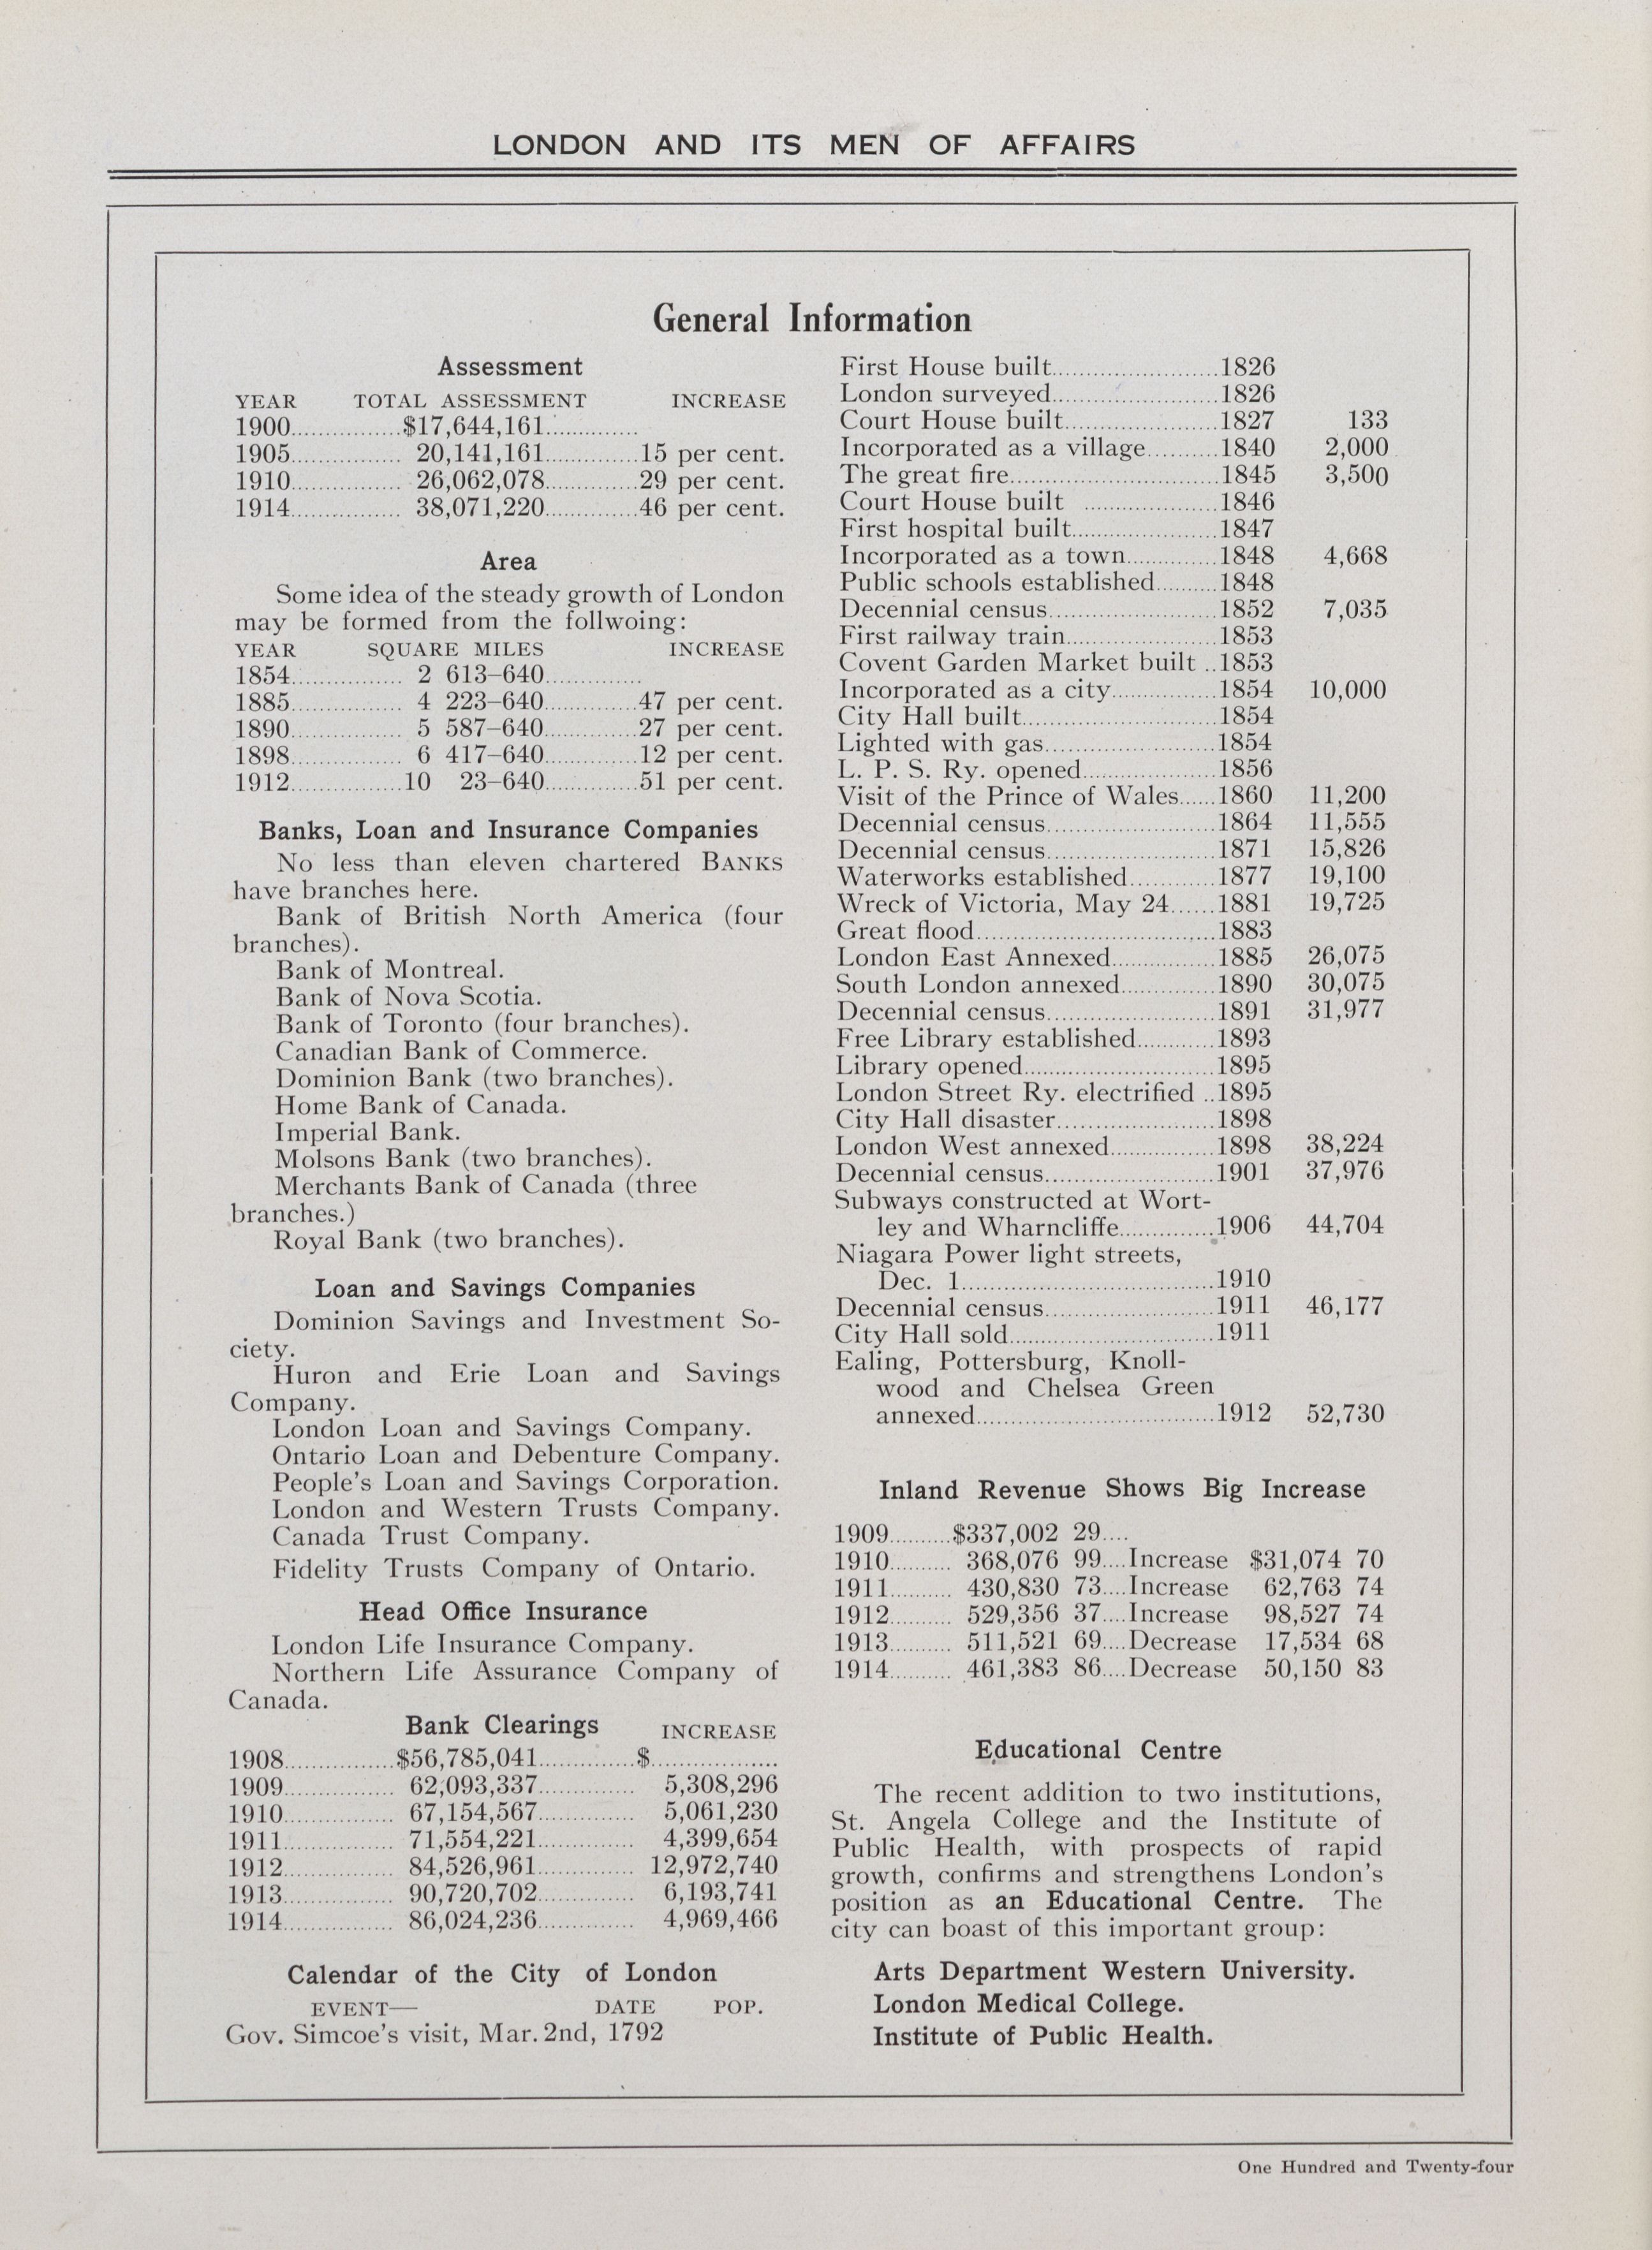 LONDON AND ITS MEN OF AFFAIRS
General Information
Assessment
YEAR TOTAL ASSESSMENT INCREASE
1900...............$17,644,161.............
1905............... 20,141,161.............15 per cent.
1910............... 26,062,078.............29 per cent.
1914............... 38,071,220.............46 per cent.
Area
Some idea of the steady growth of London
may be formed from the follwoing:
YEAR SQUARE MILES INCREASE
1854............... 2 613–640.............
1885............... 4 223–640.............47 per cent.
1890............... 5 587–640.............27 per cent.
1898............... 6 417–640.............12 per cent.
1912...............10 23–640.............51 per cent.
Banks, Loan and Insurance Companies
No less than eleven chartered BANKS
have branches here.
Bank of British North America (four
branches).
Bank of Montreal.
Bank of Nova Scotia.
Bank of Toronto (four branches).
Canadian Bank of Commerce.
Dominion Bank (two branches).
Home Bank of Canada.
Imperial Bank.
Molsons Bank (two branches).
Merchants Bank of Canada (three
branches.)
Royal Bank (two branches).
Loan and Savings Companies
Dominion Savings and Investment So-
ciety.
Huron and Erie Loan and Savings
Company.
London Loan and Savings Company.
Ontario Loan and Debenture Company.
People's Loan and Savings Corporation.
London and Western Trusts Company.
Canada Trust Company.
Fidelity Trusts Company of Ontario.
Head Office Insurance
London Life Insurance Company.
Northern Life Assurance Company of
Canada.
Bank Clearings INCREASE
1908...............$56,785,041.............$.................
1909............... 62,093,337............. 5,308,296
1910............... 67,154,567............. 5,061,230
1911............... 71,554,221............. 4,399,654
1912............... 84,526,961............. 12,972,740
1913............... 90,720,702............. 6,193,741
1914............... 86,024,236............. 4,969,466
Calendar of the City of London
EVENT— DATE POP.
Gov. Simcoe's visit, Mar. 2nd, 1792
First House built.........................1826
London surveyed.........................1826
Court House built.......................1827 133
Incorporated as a village..........1840 2,000
The great fire...............................1845 3,500
Court House built ....................1846
First hospital built......................1847
Incorporated as a town..............1848 4,668
Public schools established.........1848
Decennial census.........................1852 7,035
First railway train.......................1853
Covent Garden Market built ..1853
Incorporated as a city................1854 10,000
City Hall built.............................1854
Lighted with gas.........................1854
L. P. S. Ry. opened....................1856
Visit of the Prince of Wales......1860 11,200
Decennial census.........................1864 11,555
Decennial census.........................1871 15,826
Waterworks established.............1877 19,100
Wreck of Victoria, May 24.......1881 19,725
Great flood...................................1883
London East Annexed................1885 26,075
South London annexed..............1890 30,075
Decennial census.........................1891 31,977
Free Library established............1893
Library opened............................1895
London Street Ry. electrified ..1895
City Hall disaster........................1898
London West annexed................1898 38,224
Decennial census.........................1901 37,976
Subways constructed at Wort-
ley and Wharncliffe..............1906 44,704
Niagara Power light streets,
Dec. 1.....................................1910
Decennial census.........................1911 46,177
City Hall sold..............................1911
Ealing, Pottersburg, Knoll-
wood and Chelsea Green
annexed...................................1912 52,730
Inland Revenue Shows Big Increase
1909.........$337,002 29....
1910......... 368,076 99....Increase $31,074 70
1911......... 430,830 73....Increase 62,763 74
1912......... 529,356 37....Increase 98,527 74
1913......... 511,521 69....Decrease 17,534 68
1914......... 461,383 86....Decrease 50,150 83
Educational Centre
The recent addition to two institutions,
St. Angela College and the Institute of
Public Health, with prospects of rapid
growth, confirms and strengthens London's
position as an Educational Centre. The
city can boast of this important group:
Arts Department Western University.
London Medical College.
Institute of Public Health.
One Hundred and Twenty-four